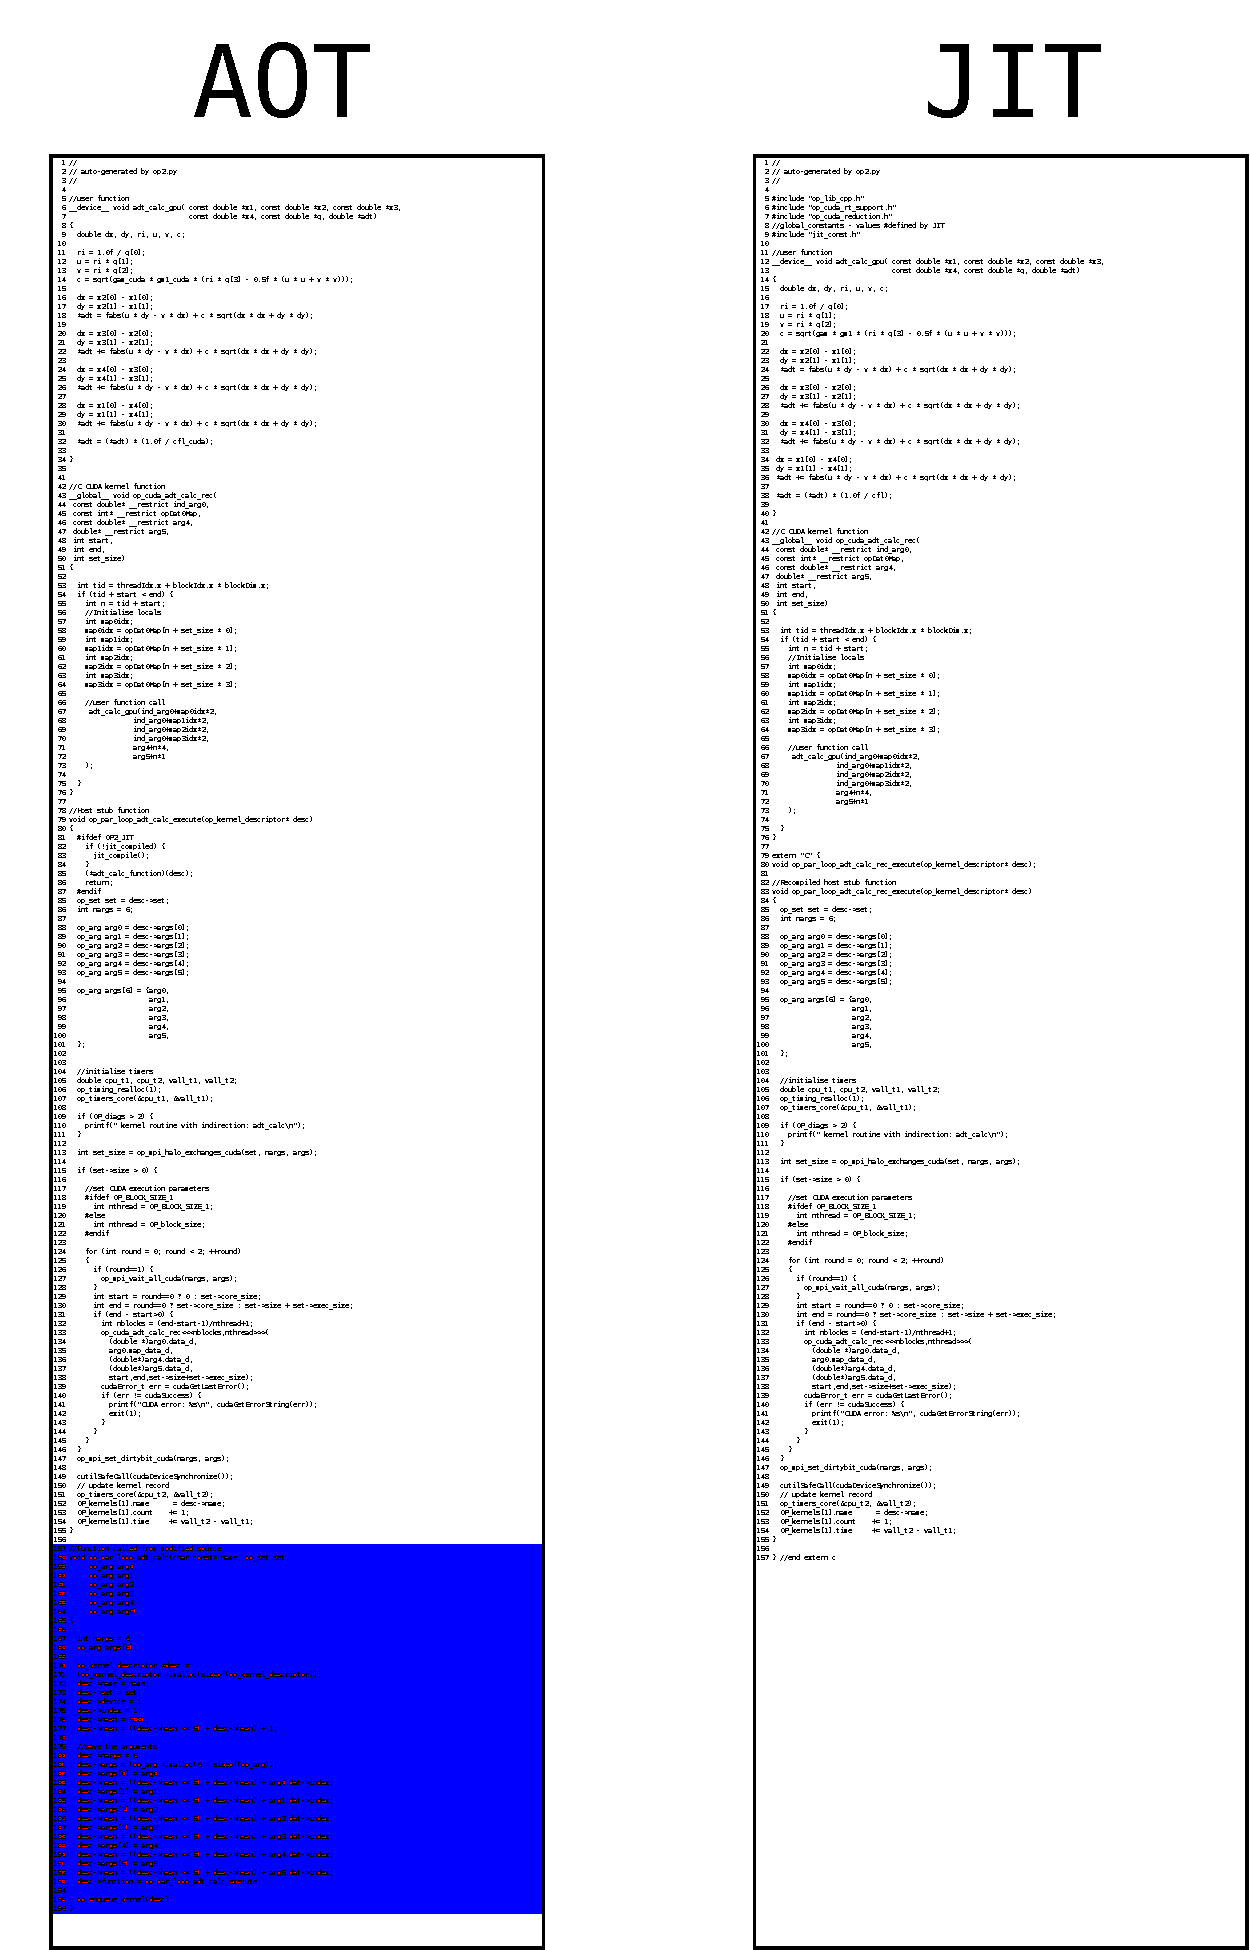 AOT
1 //
2 // auto-generated by op2.py
3 //
4
5 //user function
6 __device__ void adt_calc_gpu( const double *x1, const double *x2, const double *x3,
7 const double *x4, const double *q, double *adt)
8 {
9 double dx, dy, ri, u, v, c;
10
11 ri = 1.0f / q[0];
12 u = ri * q[1];
13 v = ri * q[2];
14 c = sqrt(gam_cuda * gm1_cuda * (ri * q[3] - 0.5f * (u * u + v * v)));
15
16 dx = x2[0] - x1[0];
17 dy = x2[1] - x1[1];
18 *adt = fabs(u * dy - v * dx) + c * sqrt(dx * dx + dy * dy);
19
20 dx = x3[0] - x2[0];
21 dy = x3[1] - x2[1];
22 *adt += fabs(u * dy - v * dx) + c * sqrt(dx * dx + dy * dy);
23
24 dx = x4[0] - x3[0];
25 dy = x4[1] - x3[1];
26 *adt += fabs(u * dy - v * dx) + c * sqrt(dx * dx + dy * dy);
27
28 dx = x1[0] - x4[0];
29 dy = x1[1] - x4[1];
30 *adt += fabs(u * dy - v * dx) + c * sqrt(dx * dx + dy * dy);
31
32 *adt = (*adt) * (1.0f / cfl_cuda);
33
34 }
35
41
42 //C CUDA kernel function
43 __global__ void op_cuda_adt_calc_rec(
44 const double* __restrict ind_arg0,
45 const int* __restrict opDat0Map,
46 const double* __restrict arg4,
47 double* __restrict arg5,
48 int start,
49 int end,
50 int set_size)
51 {
52
53 int tid = threadIdx.x + blockIdx.x * blockDim.x;
54 if (tid + start < end) {
55 int n = tid + start;
56 //Initialise locals
57 int map0idx;
58 map0idx = opDat0Map[n + set_size * 0];
59 int map1idx;
60 map1idx = opDat0Map[n + set_size * 1];
61 int map2idx;
62 map2idx = opDat0Map[n + set_size * 2];
63 int map3idx;
64 map3idx = opDat0Map[n + set_size * 3];
65
66 //user function call
67 adt_calc_gpu(ind_arg0+map0idx*2,
68 ind_arg0+map1idx*2,
69 ind_arg0+map2idx*2,
70 ind_arg0+map3idx*2,
71 arg4+n*4,
72 arg5+n*1
73 );
74
75 }
76 }
77
78 //Host stub function
79 void op_par_loop_adt_calc_execute(op_kernel_descriptor* desc)
80 {
81 #ifdef OP2_JIT
82 if (!jit_compiled) {
83 jit_compile();
84 }
85 (*adt_calc_function)(desc);
86 return;
87 #endif
85 op_set set = desc->set;
86 int nargs = 6;
87
88 op_arg arg0 = desc->args[0];
89 op_arg arg1 = desc->args[1];
90 op_arg arg2 = desc->args[2];
91 op_arg arg3 = desc->args[3];
92 op_arg arg4 = desc->args[4];
93 op_arg arg5 = desc->args[5];
94
95 op_arg args[6] = {arg0,
96 arg1,
97 arg2,
98 arg3,
99 arg4,
100 arg5,
101 };
102
103
104 //initialise timers
105 double cpu_t1, cpu_t2, wall_t1, wall_t2;
106 op_timing_realloc(1);
107 op_timers_core(&cpu_t1, &wall_t1);
108
109 if (OP_diags > 2) {
110 printf(" kernel routine with indirection: adt_calc\n");
111 }
112
113 int set_size = op_mpi_halo_exchanges_cuda(set, nargs, args);
114
115 if (set->size > 0) {
116
117 //set CUDA execution parameters
118 #ifdef OP_BLOCK_SIZE_1
119 int nthread = OP_BLOCK_SIZE_1;
120 #else
121 int nthread = OP_block_size;
122 #endif
123
124 for (int round = 0; round < 2; ++round)
125 {
126 if (round==1) {
127 op_mpi_wait_all_cuda(nargs, args);
128 }
129 int start = round==0 ? 0 : set->core_size;
130 int end = round==0 ? set->core_size : set->size + set->exec_size;
131 if (end - start>0) {
132 int nblocks = (end-start-1)/nthread+1;
133 op_cuda_adt_calc_rec<<<nblocks,nthread>>>(
134 (double *)arg0.data_d,
135 arg0.map_data_d,
136 (double*)arg4.data_d,
137 (double*)arg5.data_d,
138 start,end,set->size+set->exec_size);
139 cudaError_t err = cudaGetLastError();
140 if (err != cudaSuccess) {
141 printf("CUDA error: %s\n", cudaGetErrorString(err));
142 exit(1);
143 }
144 }
145 }
146 }
147 op_mpi_set_dirtybit_cuda(nargs, args);
148
149 cutilSafeCall(cudaDeviceSynchronize());
150 // update kernel record
151 op_timers_core(&cpu_t2, &wall_t2);
152 OP_kernels[1].name = desc->name;
153 OP_kernels[1].count += 1;
154 OP_kernels[1].time += wall_t2 - wall_t1;
155 }
156
JIT
1 //
2 // auto-generated by op2.py
3 //
4
5 #include "op_lib_cpp.h"
6 #include "op_cuda_rt_support.h"
7 #include "op_cuda_reduction.h"
8 //global_constants - values #defined by JIT
9 #include "jit_const.h"
10
11 //user function
12 __device__ void adt_calc_gpu( const double *x1, const double *x2, const double *x3,
13 const double *x4, const double *q, double *adt)
14 {
15 double dx, dy, ri, u, v, c;
16
17 ri = 1.0f / q[0];
18 u = ri * q[1];
19 v = ri * q[2];
20 c = sqrt(gam * gm1 * (ri * q[3] - 0.5f * (u * u + v * v)));
21
22 dx = x2[0] - x1[0];
23 dy = x2[1] - x1[1];
24 *adt = fabs(u * dy - v * dx) + c * sqrt(dx * dx + dy * dy);
25
26 dx = x3[0] - x2[0];
27 dy = x3[1] - x2[1];
28 *adt += fabs(u * dy - v * dx) + c * sqrt(dx * dx + dy * dy);
29
30 dx = x4[0] - x3[0];
31 dy = x4[1] - x3[1];
32 *adt += fabs(u * dy - v * dx) + c * sqrt(dx * dx + dy * dy);
33
34 dx = x1[0] - x4[0];
35 dy = x1[1] - x4[1];
36 *adt += fabs(u * dy - v * dx) + c * sqrt(dx * dx + dy * dy);
37
38 *adt = (*adt) * (1.0f / cfl);
39
40 }
41
42 //C CUDA kernel function
43 __global__ void op_cuda_adt_calc_rec(
44 const double* __restrict ind_arg0,
45 const int* __restrict opDat0Map,
46 const double* __restrict arg4,
47 double* __restrict arg5,
48 int start,
49 int end,
50 int set_size)
51 {
52
53 int tid = threadIdx.x + blockIdx.x * blockDim.x;
54 if (tid + start < end) {
55 int n = tid + start;
56 //Initialise locals
57 int map0idx;
58 map0idx = opDat0Map[n + set_size * 0];
59 int map1idx;
60 map1idx = opDat0Map[n + set_size * 1];
61 int map2idx;
62 map2idx = opDat0Map[n + set_size * 2];
63 int map3idx;
64 map3idx = opDat0Map[n + set_size * 3];
65
66 //user function call
67 adt_calc_gpu(ind_arg0+map0idx*2,
68 ind_arg0+map1idx*2,
69 ind_arg0+map2idx*2,
70 ind_arg0+map3idx*2,
71 arg4+n*4,
72 arg5+n*1
73 );
74
75 }
76 }
77
79 extern "C" {
80 void op_par_loop_adt_calc_rec_execute(op_kernel_descriptor* desc);
81
82 //Recompiled host stub function
83 void op_par_loop_adt_calc_rec_execute(op_kernel_descriptor* desc)
84 {
85 op_set set = desc->set;
86 int nargs = 6;
87
88 op_arg arg0 = desc->args[0];
89 op_arg arg1 = desc->args[1];
90 op_arg arg2 = desc->args[2];
91 op_arg arg3 = desc->args[3];
92 op_arg arg4 = desc->args[4];
93 op_arg arg5 = desc->args[5];
94
95 op_arg args[6] = {arg0,
96 arg1,
97 arg2,
98 arg3,
99 arg4,
100 arg5,
101 };
102
103
104 //initialise timers
105 double cpu_t1, cpu_t2, wall_t1, wall_t2;
106 op_timing_realloc(1);
107 op_timers_core(&cpu_t1, &wall_t1);
108
109 if (OP_diags > 2) {
110 printf(" kernel routine with indirection: adt_calc\n");
111 }
112
113 int set_size = op_mpi_halo_exchanges_cuda(set, nargs, args);
114
115 if (set->size > 0) {
116
117 //set CUDA execution parameters
118 #ifdef OP_BLOCK_SIZE_1
119 int nthread = OP_BLOCK_SIZE_1;
120 #else
121 int nthread = OP_block_size;
122 #endif
123
124 for (int round = 0; round < 2; ++round)
125 {
126 if (round==1) {
127 op_mpi_wait_all_cuda(nargs, args);
128 }
129 int start = round==0 ? 0 : set->core_size;
130 int end = round==0 ? set->core_size : set->size + set->exec_size;
131 if (end - start>0) {
132 int nblocks = (end-start-1)/nthread+1;
133 op_cuda_adt_calc_rec<<<nblocks,nthread>>>(
134 (double *)arg0.data_d,
135 arg0.map_data_d,
136 (double*)arg4.data_d,
137 (double*)arg5.data_d,
138 start,end,set->size+set->exec_size);
139 cudaError_t err = cudaGetLastError();
140 if (err != cudaSuccess) {
141 printf("CUDA error: %s\n", cudaGetErrorString(err));
142 exit(1);
143 }
144 }
145 }
146 }
147 op_mpi_set_dirtybit_cuda(nargs, args);
148
149 cutilSafeCall(cudaDeviceSynchronize());
150 // update kernel record
151 op_timers_core(&cpu_t2, &wall_t2);
152 OP_kernels[1].name = desc->name;
153 OP_kernels[1].count += 1;
154 OP_kernels[1].time += wall_t2 - wall_t1;
155 }
156
157 } //end extern c